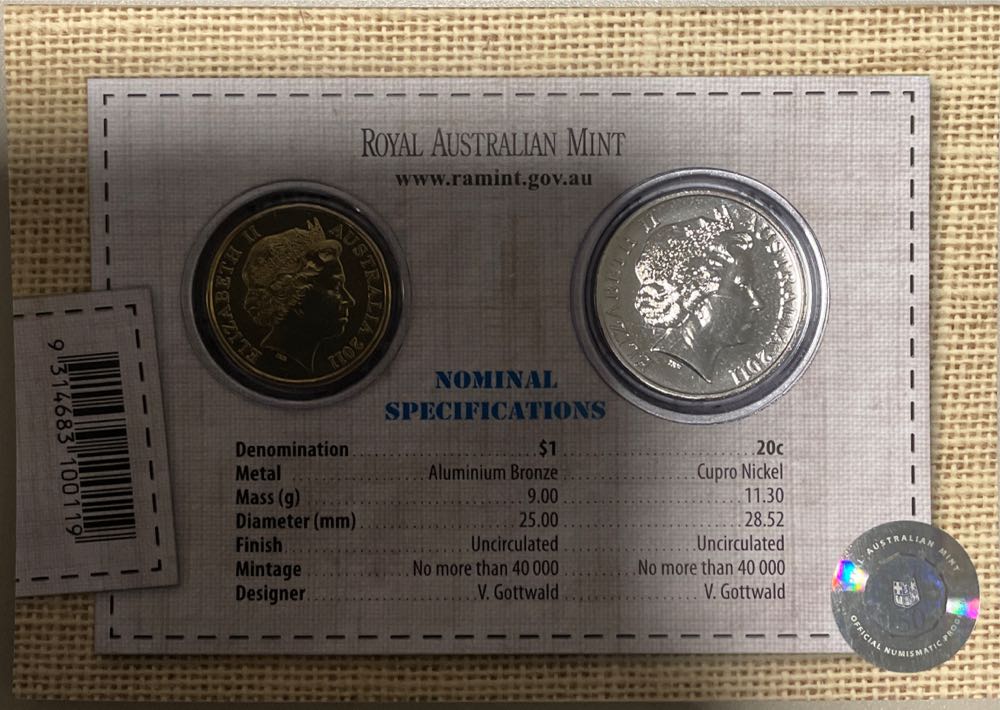 ROYAL AUSTRALIAN MINT
www.ramint.gov.au
ELIZABETH II AUSTRALIA 2011
ELIZABETH II AUSTRALIA 2011
NOMINAL
SPECIFICATIONS
Denomination $1 20c
Metal Aluminium Bronze Cupro Nickel
Mass (g) 9.00 11.30
Diameter (mm) 25.00 28.52
Finish Uncirculated Uncirculated
Mintage No more than 40 000 No more than 40 000
Designer V. Gottwald V. Gottwald
9 314683 100119
AUSTRALIAN MINT
OFFICIAL NUMISMATIC